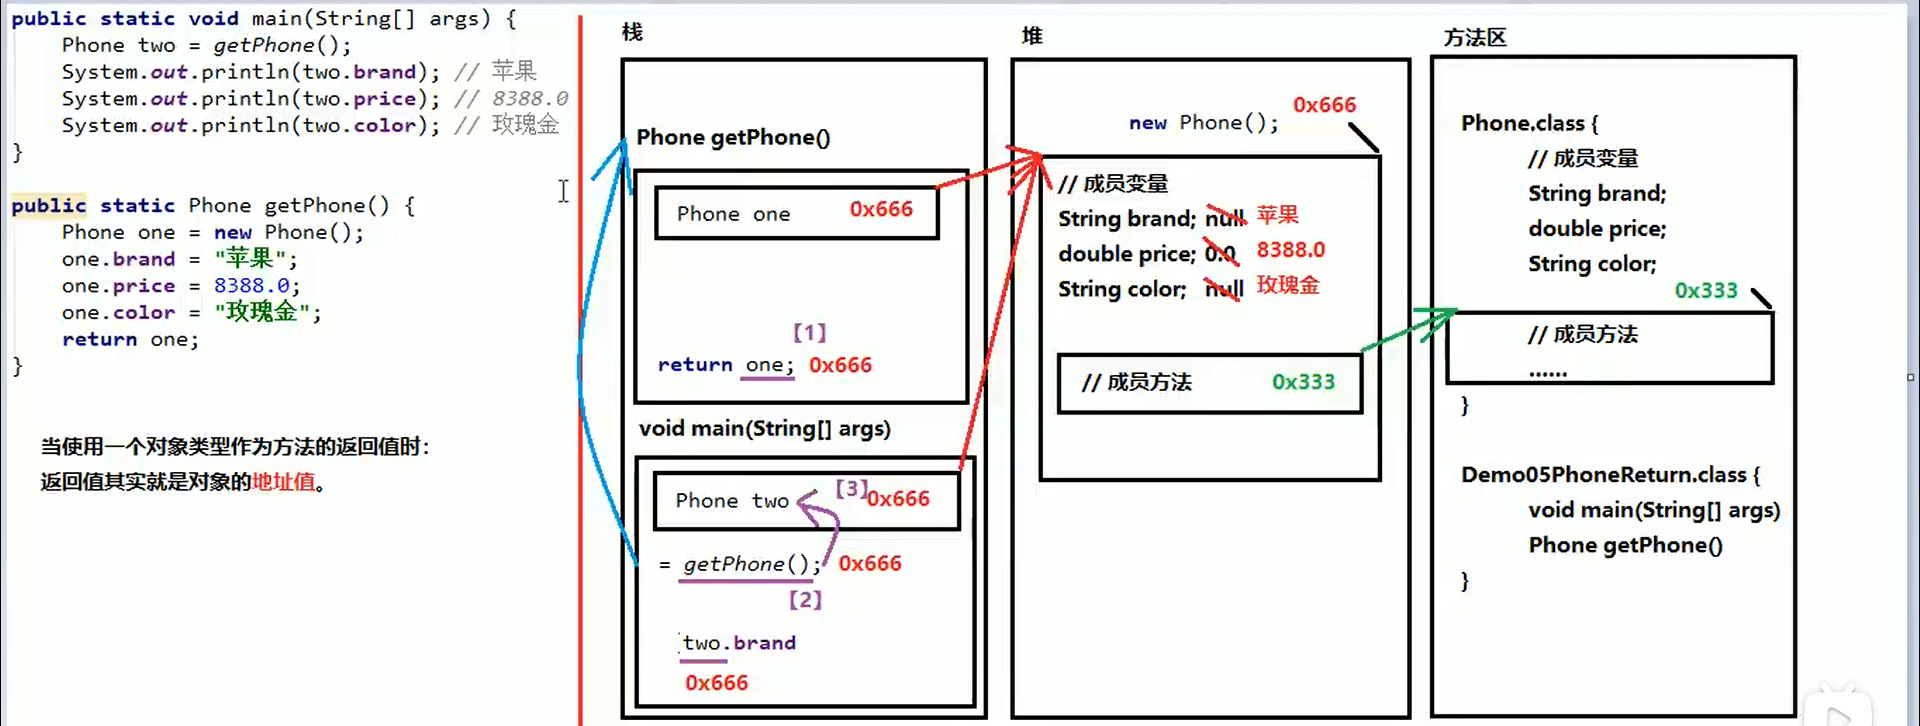 public static void main(String[] args) {
Phone two = getPhone();
System.out.println(two.brand); // 苹果
System.out.println(two.price); // 8388.0
System.out.println(two.color); // 玫瑰金
}
public static Phone getPhone() {
Phone one = new Phone();
one.brand = "苹果";
one.price = 8388.0;
one.color = "玫瑰金";
return one;
}
当使用一个对象类型作为方法的返回值时：
返回值其实就是对象的地址值。
栈
Phone getPhone()
Phone one 0x666
【1】
return one; 0x666
void main(String[] args)
Phone two 【3】 0x666
= getPhone(); 0x666
【2】
two.brand
0x666
堆
0x666
new Phone();
// 成员变量
String brand; null 苹果
double price; 0.0 8388.0
String color; null 玫瑰金
// 成员方法 0x333
方法区
Phone.class {
// 成员变量
String brand;
double price;
String color;
0x333
// 成员方法
......
}
Demo05PhoneReturn.class {
void main(String[] args)
Phone getPhone()
}